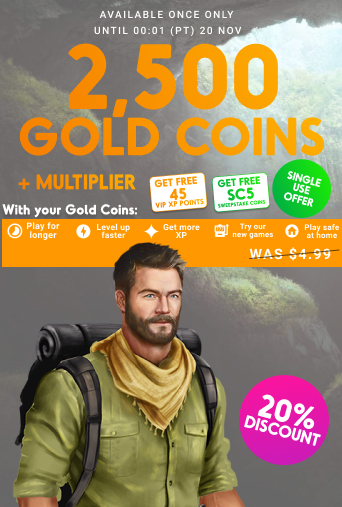 AVAILABLE ONCE ONLY
UNTIL 00:01 (PT) 20 NOV
2,500
GOLD COINS
+ MULTIPLIER
GET FREE
45
VIP XP POINTS
GET FREE
SC5
SWEEPSTAKE COINS
SINGLE
USE
OFFER
With your Gold Coins:
Play for
longer
Level up
faster
Get more
XP
Try our
new games
Play safe
at home
WAS $4.99
20%
DISCOUNT